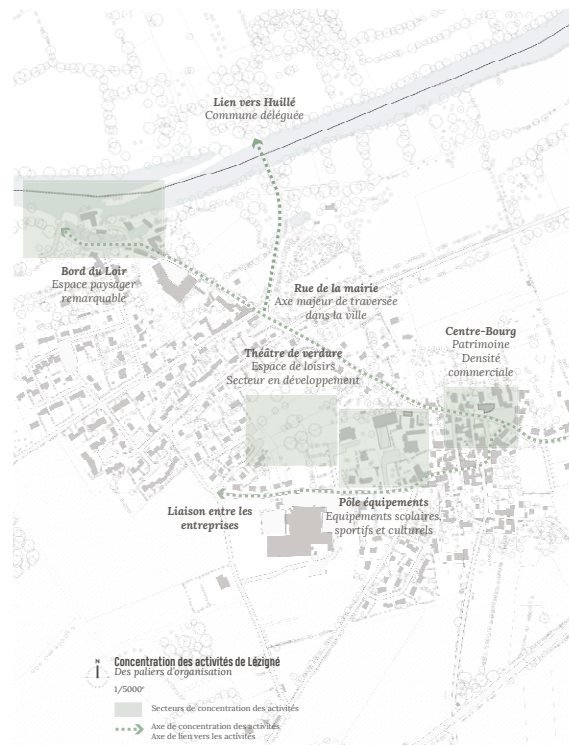 Lien vers Huillé
Commune déléguée
Bord du Loir
Espace paysager
remarquable
Rue de la mairie
Axe majeur de traversée
dans la ville
Centre-Bourg
Patrimoine
Densité
commerciale
Théâtre de verdure
Espace de loisirs
Secteur en développement
Liaison entre les
entreprises
Pôle équipements
Equipements scolaires,
sportifs et culturels
N
Concentration des activités de Lézigné
Des paliers d'organisation
1/5000e
Secteurs de concentration des activités
Axe de concentration des activités
Axe de lien vers les activités